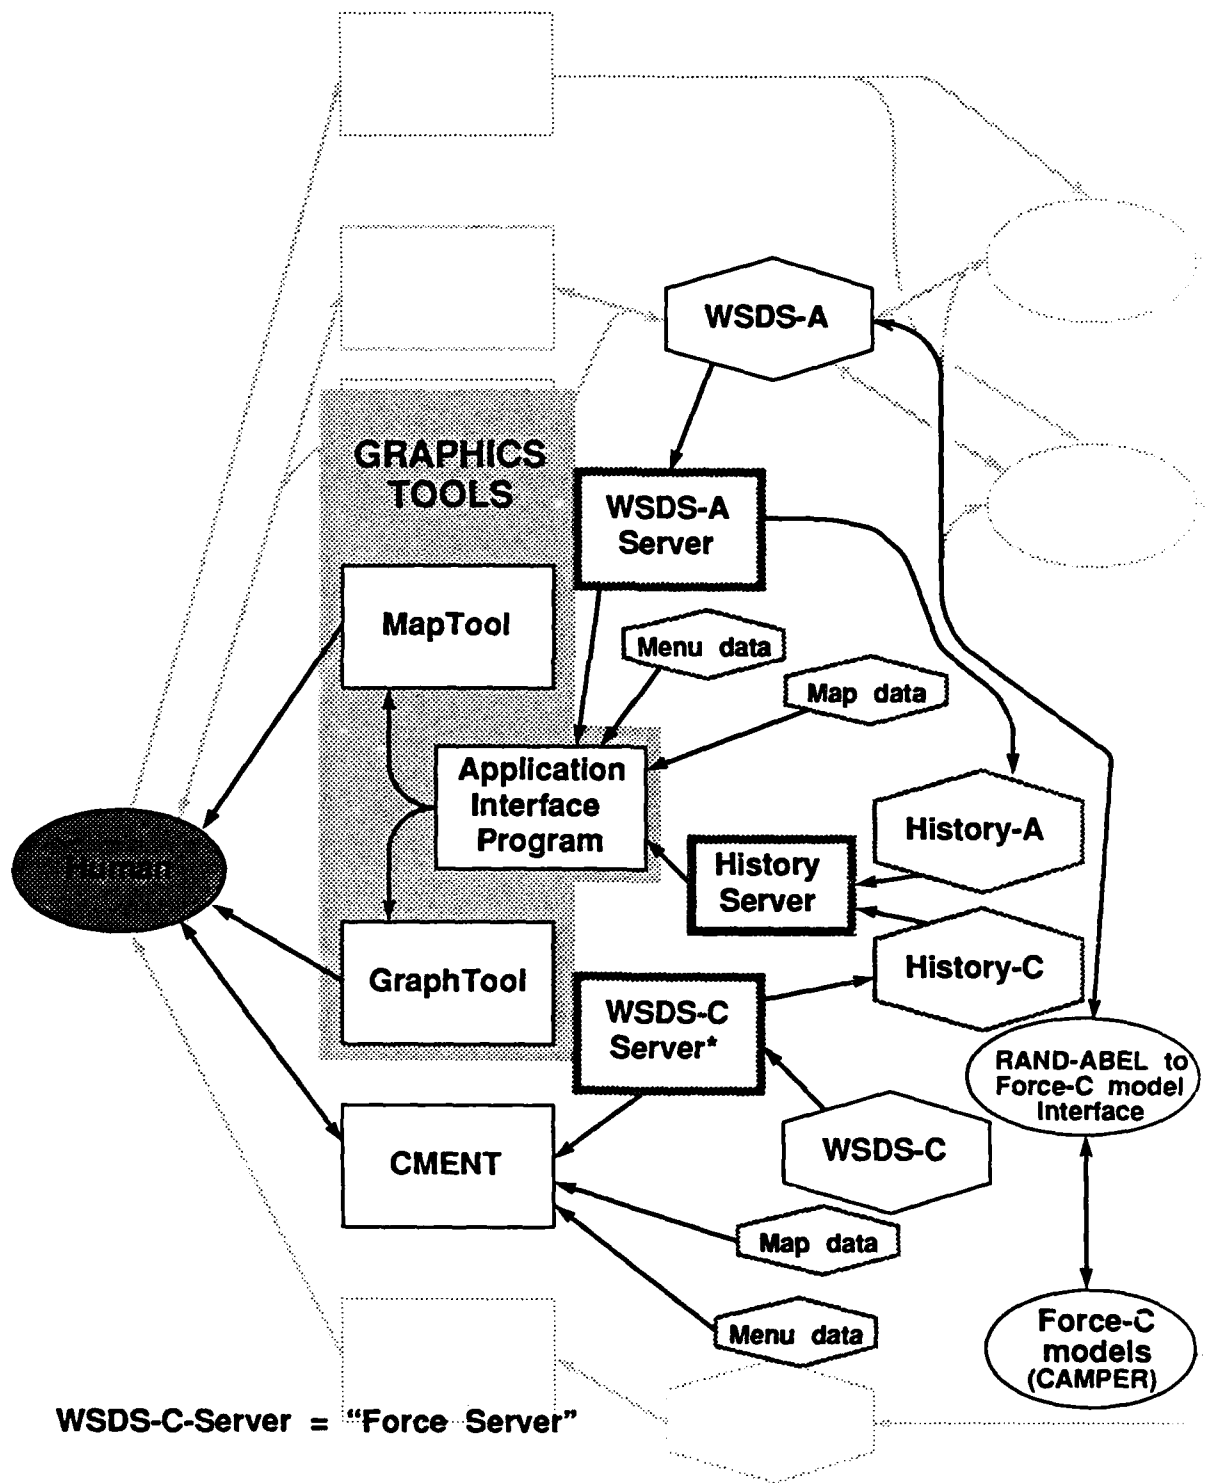 WSDS-A
GRAPHICS
TOOLS
WSDS-A
Server
MapTool
Menu data
Map data
Application
Interface
Program
History-A
Human
History
Server
History-C
GraphTool
WSDS-C
Server*
RAND-ABEL to
Force-C model
Interface
CMENT
WSDS-C
Map data
Menu data
Force-C
models
(CAMPER)
WSDS-C-Server = “Force Server”